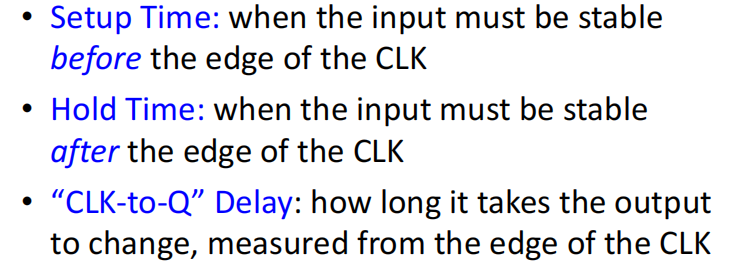 • Setup Time: when the input must be stable
before the edge of the CLK
• Hold Time: when the input must be stable
after the edge of the CLK
• “CLK-to-Q” Delay: how long it takes the output
to change, measured from the edge of the CLK